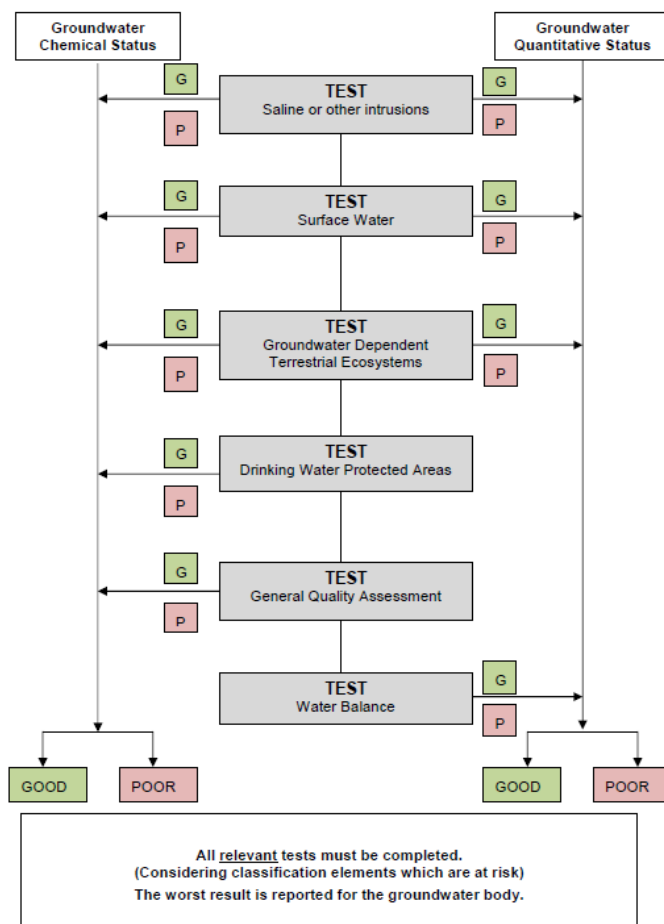 Groundwater
Chemical Status
Groundwater
Quantitative Status
G
P
TEST
Saline or other intrusions
G
P
G
P
TEST
Surface Water
G
P
G
P
TEST
Groundwater Dependent
Terrestrial Ecosystems
G
P
G
P
TEST
Drinking Water Protected Areas
G
P
TEST
General Quality Assessment
TEST
Water Balance
G
P
GOOD
POOR
GOOD
POOR
All relevant tests must be completed.
(Considering classification elements which are at risk)
The worst result is reported for the groundwater body.